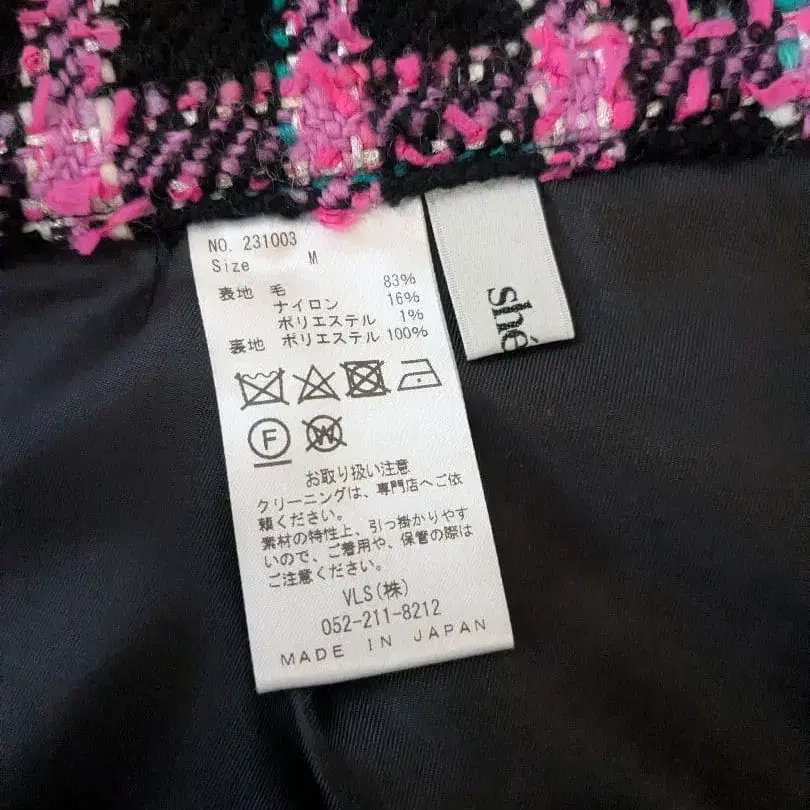 NO. 231003
Size M
表地 毛 83%
ナイロン 16%
ポリエステル 1%
裏地 ポリエステル 100%
F
W
お取り扱い注意
クリーニングは、専門店へご依
頼ください。
素材の特性上、引っ掛かりやす
いので、ご着用や、保管の際は
ご注意ください。
VLS(株)
052-211-8212
MADE IN JAPAN
shé